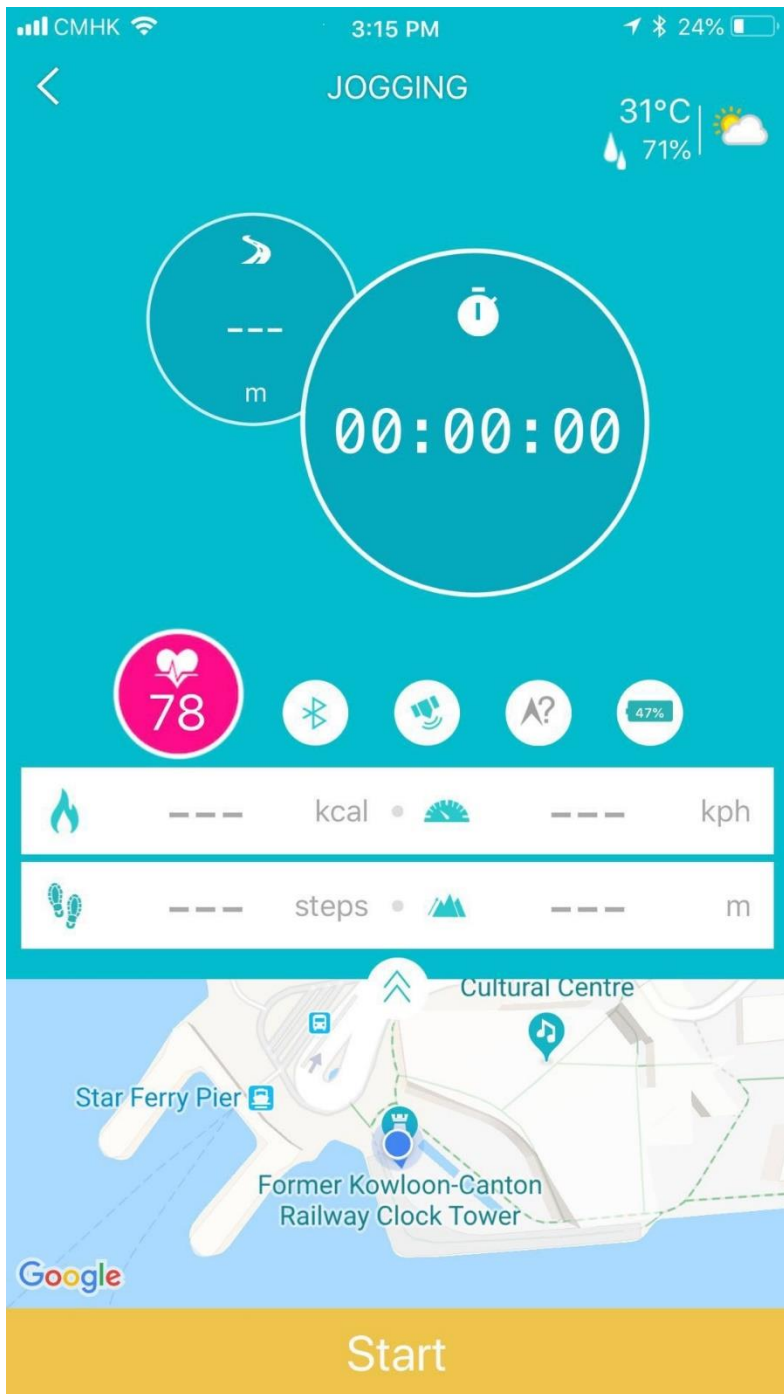 CMHK 3:15 PM 24%
JOGGING
31°C
71%
---
m
00:00:00
78
A?
47%
--- kcal --- kph
--- steps --- m
Cultural Centre
Star Ferry Pier
Former Kowloon-Canton
Railway Clock Tower
Google
Start